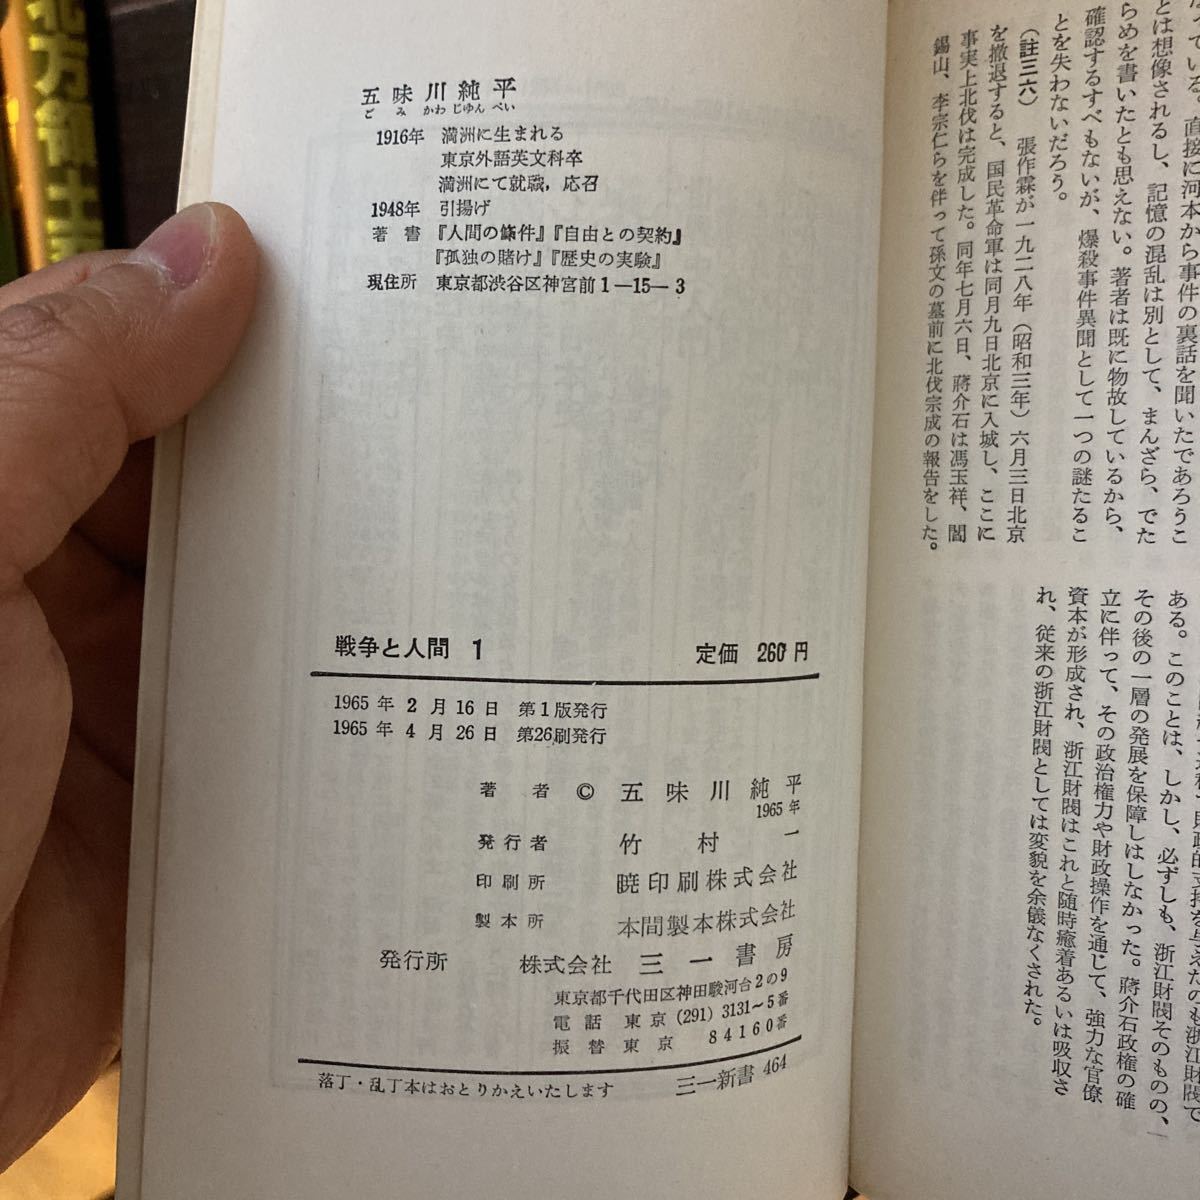 北方領土
五味川純平
ごみかわじゅんぺい
1916年 満洲に生まれる
東京外語英文科卒
満洲にて就職，応召
1948年 引揚げ
著書 『人間の條件』『自由との契約』
『孤独の賭け』『歴史の実験』
現住所 東京都渋谷区神宮前1―15―3
戦争と人間 1 定価 260円
1965年2月16日 第1版発行
1965年4月26日 第26刷発行
著者 © 五味川純平
1965年
発行者 竹村一
印刷所 暁印刷株式会社
製本所 本間製本株式会社
発行所 株式会社 三一書房
東京都千代田区神田駿河台2の9
電話 東京 (291) 3131～5番
振替東京 84160番
落丁・乱丁本はおとりかえいたします 三一新書 464
っている。直接に河本から事件の裏話を聞いたであろうこ
とは想像されるし、記憶の混乱は別として、まんざら、でた
らめを書いたとも思えない。著者は既に物故しているから、
確認するすべもないが、爆殺事件異聞として一つの謎たるこ
とを失わないだろう。
（註三六） 張作霖が一九二八年（昭和三年）六月三日北京
を撤退すると、国民革命軍は同月九日北京に入城し、ここに
事実上北伐は完成した。同年七月六日、蔣介石は馮玉祥、閻
錫山、李宗仁らを伴って孫文の墓前に北伐宗成の報告をした。
財政的支持を与えたのも浙江財閥で
ある。このことは、しかし、必ずしも、浙江財閥そのものの、
その後の一層の発展を保障しはしなかった。蔣介石政権の確
立に伴って、その政治権力や財政操作を通じて、強力な官僚
資本が形成され、浙江財閥はこれと随時癒着あるいは吸収さ
れ、従来の浙江財閥としては変貌を余儀なくされた。